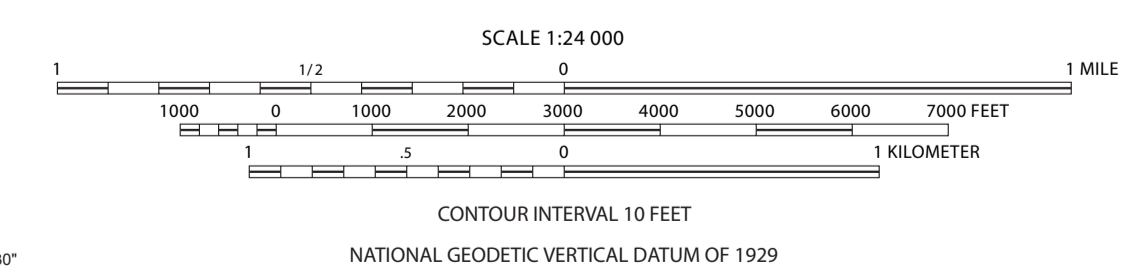 SCALE 1:24 000
1 1/2 0 1 MILE
1000 0 1000 2000 3000 4000 5000 6000 7000 FEET
1 .5 0 1 KILOMETER
CONTOUR INTERVAL 10 FEET
NATIONAL GEODETIC VERTICAL DATUM OF 1929